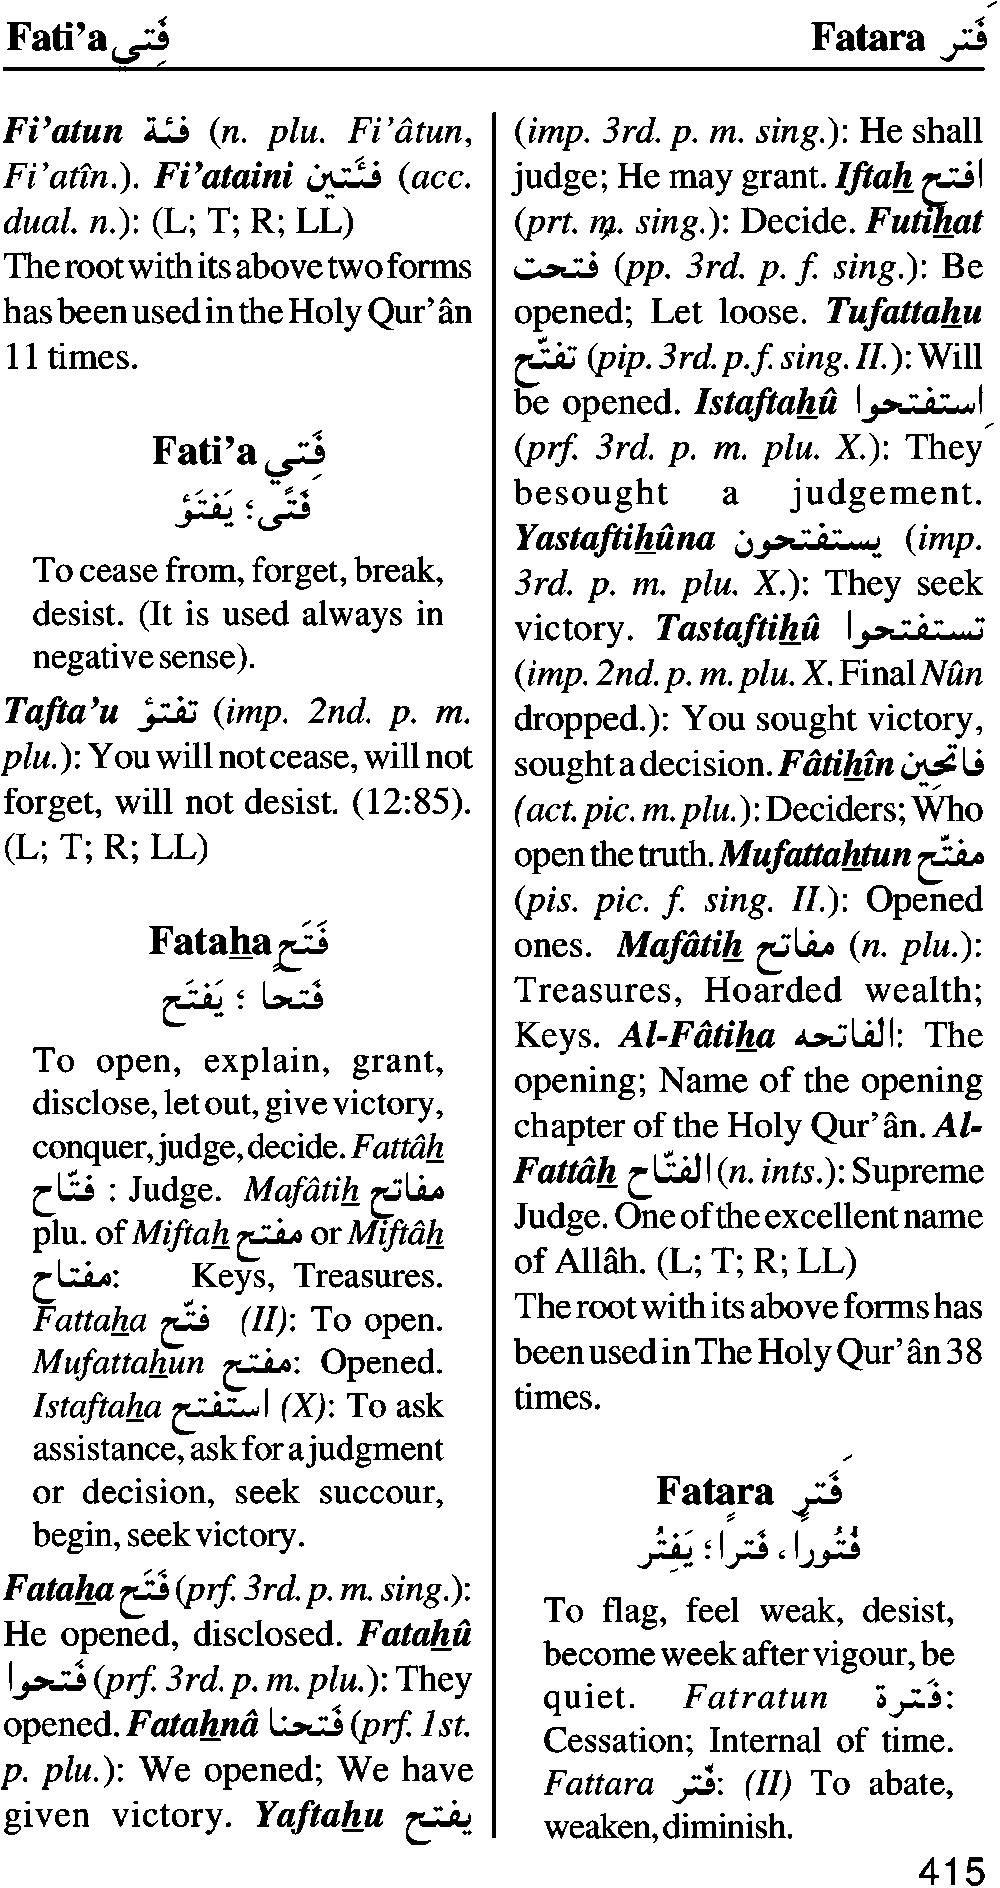 Fati’a فَتِي
Fatara فَتَر
Fi’atun فئة (n. plu. Fi’âtun,
Fi’atîn.). Fi’ataini فئَتين (acc.
dual. n.): (L; T; R; LL)
The root with its above two forms
has been used in the Holy Qur’ân
11 times.
Fati’a فَتِي
فَتًى؛ يَفتَؤُ
To cease from, forget, break,
desist. (It is used always in
negative sense).
Tafta’u تفتؤ (imp. 2nd. p. m.
plu.): You will not cease, will not
forget, will not desist. (12:85).
(L; T; R; LL)
Fataha فَتَح
فَتحا ؛ يَفتَح
To open, explain, grant,
disclose, let out, give victory,
conquer, judge, decide. Fattâh
فتّاح : Judge. Mafâtih مفاتح
plu. of Miftah مفتح or Miftâh
مفتاح: Keys, Treasures.
Fattaha فتّح (II): To open.
Mufattahun مفتح: Opened.
Istaftaha استفتح (X): To ask
assistance, ask for a judgment
or decision, seek succour,
begin, seek victory.
Fataha فَتَح (prf. 3rd. p. m. sing.):
He opened, disclosed. Fatahû
فَتحوا (prf. 3rd. p. m. plu.): They
opened. Fatahnâ فَتحنا (prf. 1st.
p. plu.): We opened; We have
given victory. Yaftahu يفتح
(imp. 3rd. p. m. sing.): He shall
judge; He may grant. Iftah افتح
(prt. m. sing.): Decide. Futihat
فتحت (pp. 3rd. p. f. sing.): Be
opened; Let loose. Tufattahu
تفتّح (pip. 3rd. p. f. sing. II.): Will
be opened. Istaftahû استفتحوا
(prf. 3rd. p. m. plu. X.): They
besought a judgement.
Yastaftihûna يستفتحون (imp.
3rd. p. m. plu. X.): They seek
victory. Tastaftihû تستفتحوا
(imp. 2nd. p. m. plu. X. Final Nûn
dropped.): You sought victory,
sought a decision. Fâtihîn فاتحِين
(act. pic. m. plu.): Deciders; Who
open the truth. Mufattahtun مفتّح
(pis. pic. f. sing. II.): Opened
ones. Mafâtih مفاتح (n. plu.):
Treasures, Hoarded wealth;
Keys. Al-Fâtiha الفاتحه: The
opening; Name of the opening
chapter of the Holy Qur’ân. Al-
Fattâh الفتّاح (n. ints.): Supreme
Judge. One of the excellent name
of Allâh. (L; T; R; LL)
The root with its above forms has
been used in The Holy Qur’ân 38
times.
Fatara فَتَر
فُتُوراً، فَتراً؛ يَفِتُر
To flag, feel weak, desist,
become week after vigour, be
quiet. Fatratun فَترة:
Cessation; Internal of time.
Fattara فَتّر: (II) To abate,
weaken, diminish.
415